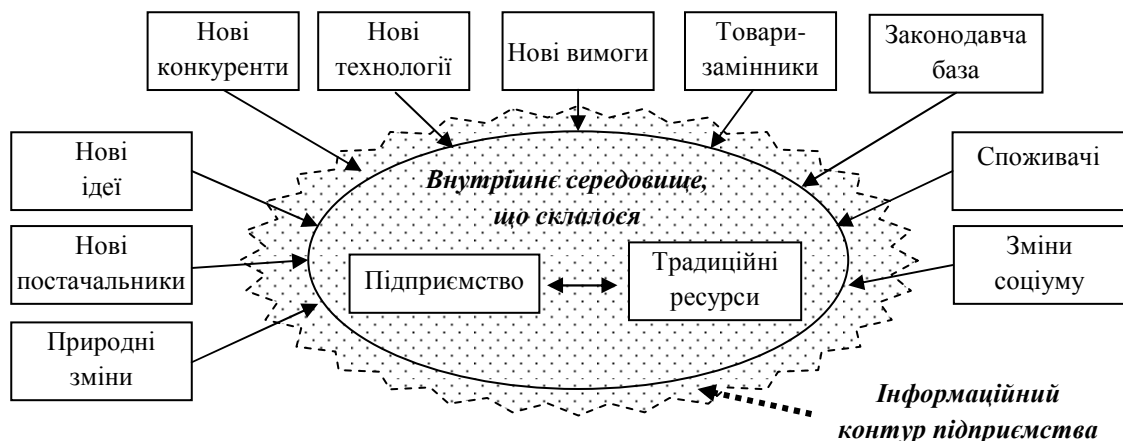 Нові
конкуренти
Нові
технології
Нові вимоги
Товари-
замінники
Законодавча
база
Нові
ідеї
Споживачі
Внутрішнє середовище,
що склалося
Нові
постачальники
Підприємство
Традиційні
ресурси
Зміни
соціуму
Природні
зміни
Інформаційний
контур підприємства